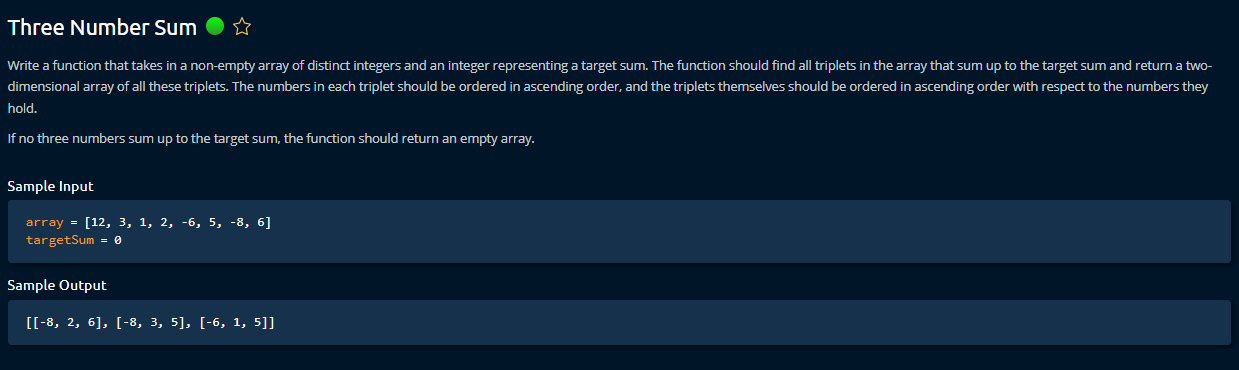 Three Number Sum
Write a function that takes in a non-empty array of distinct integers and an integer representing a target sum. The function should find all triplets in the array that sum up to the target sum and return a two-
dimensional array of all these triplets. The numbers in each triplet should be ordered in ascending order, and the triplets themselves should be ordered in ascending order with respect to the numbers they
hold.
If no three numbers sum up to the target sum, the function should return an empty array.
Sample Input
array = [12, 3, 1, 2, -6, 5, -8, 6]
targetSum = 0
Sample Output
[[-8, 2, 6], [-8, 3, 5], [-6, 1, 5]]